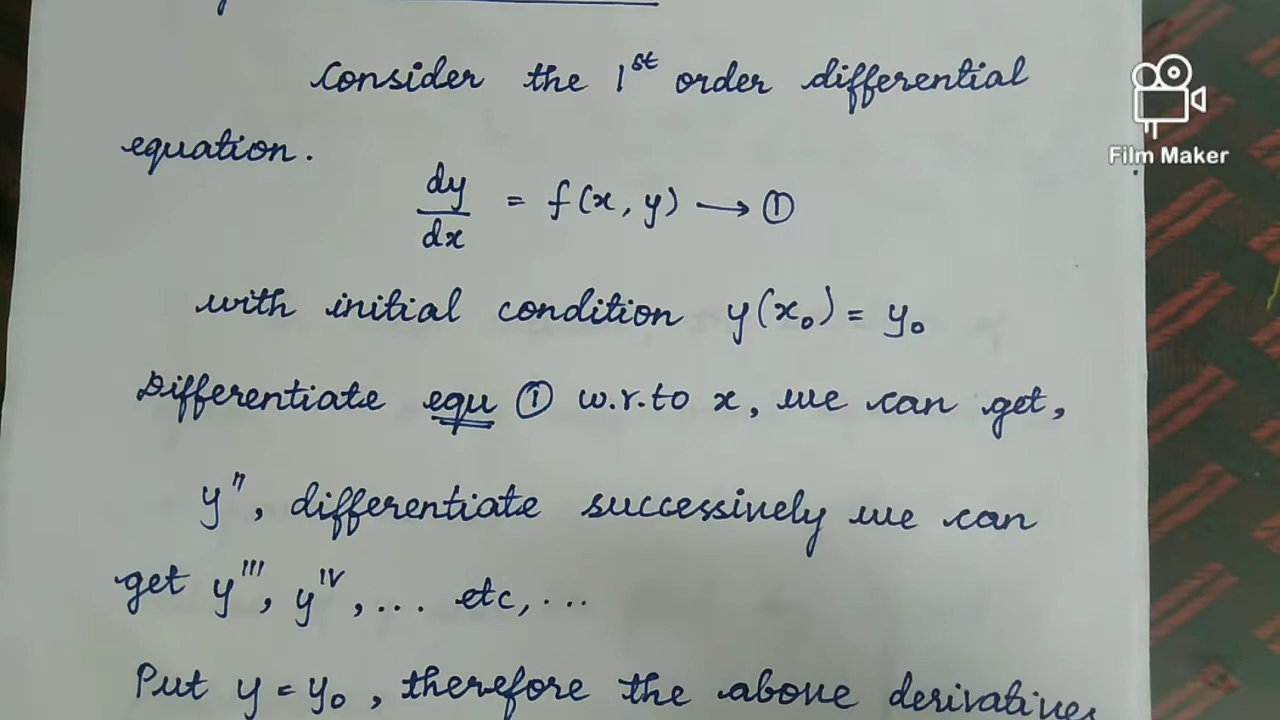 Consider the 1st order differential
Film Maker
equation.
dy/dx = f(x, y) → ①
with initial condition y(x₀) = y₀
Differentiate equ ① w.r.to x, we can get,
y'', differentiate successively we can
get y''', yᴵⱽ, ... etc, ...
Put y = y₀, therefore the above derivatives